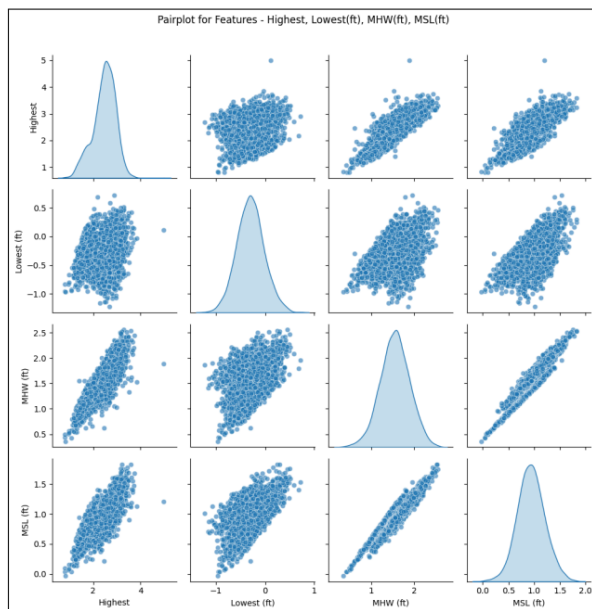 Pairplot for Features - Highest, Lowest(ft), MHW(ft), MSL(ft)
5
4
3
2
1
Highest
0.5
0.0
−0.5
−1.0
Lowest (ft)
2.5
2.0
1.5
1.0
0.5
MHW (ft)
1.5
1.0
0.5
0.0
MSL (ft)
2 4
−1 0 1
1 2
0.0 0.5 1.0 1.5 2.0
Highest Lowest (ft) MHW (ft) MSL (ft)